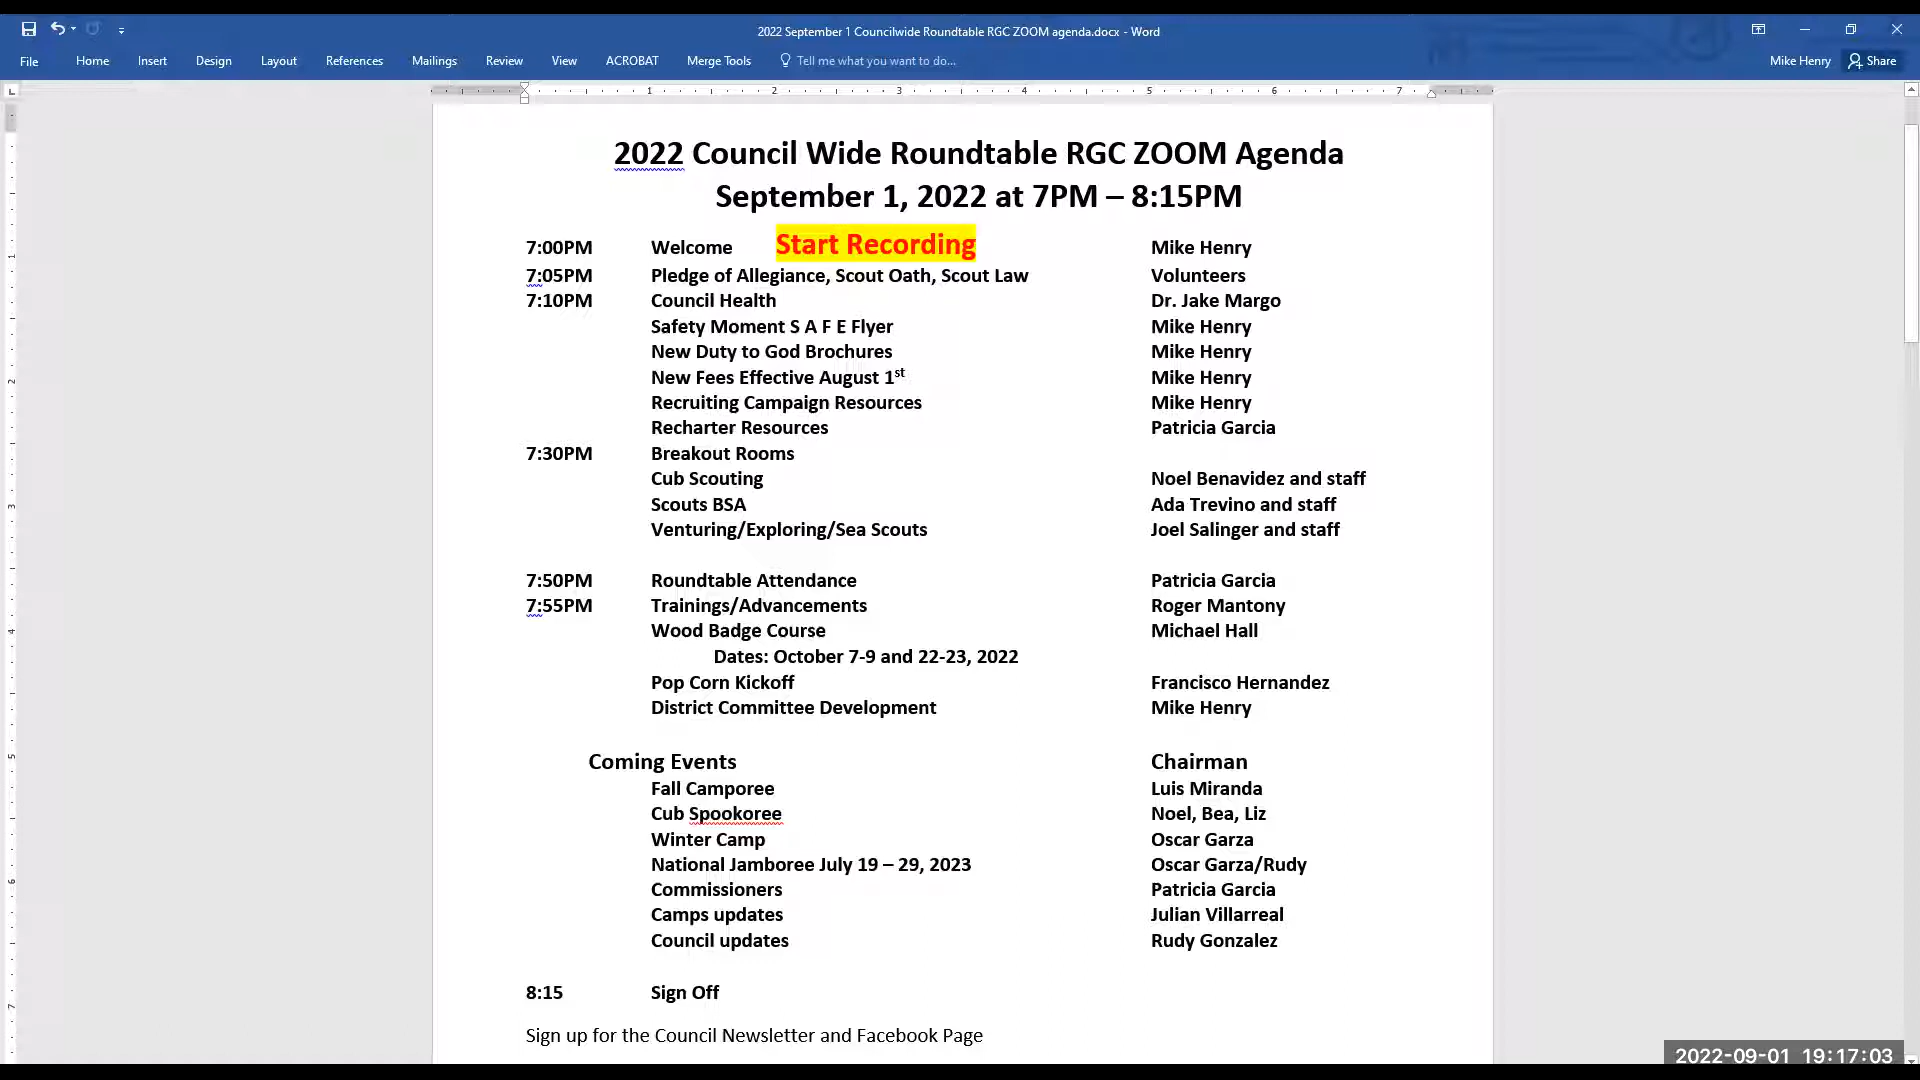 2022 September 1 Councilwide Roundtable RGC ZOOM agenda.docx - Word
File Home Insert Design Layout References Mailings Review View ACROBAT Merge Tools Tell me what you want to do... Mike Henry Share
1 2 3 4 5 6 7
2022 Council Wide Roundtable RGC ZOOM Agenda
September 1, 2022 at 7PM – 8:15PM
7:00PM Welcome Start Recording Mike Henry
7:05PM Pledge of Allegiance, Scout Oath, Scout Law Volunteers
7:10PM Council Health Dr. Jake Margo
Safety Moment S A F E Flyer Mike Henry
New Duty to God Brochures Mike Henry
New Fees Effective August 1st Mike Henry
Recruiting Campaign Resources Mike Henry
Recharter Resources Patricia Garcia
7:30PM Breakout Rooms
Cub Scouting Noel Benavidez and staff
Scouts BSA Ada Trevino and staff
Venturing/Exploring/Sea Scouts Joel Salinger and staff
7:50PM Roundtable Attendance Patricia Garcia
7:55PM Trainings/Advancements Roger Mantony
Wood Badge Course Michael Hall
Dates: October 7-9 and 22-23, 2022
Pop Corn Kickoff Francisco Hernandez
District Committee Development Mike Henry
Coming Events Chairman
Fall Camporee Luis Miranda
Cub Spookoree Noel, Bea, Liz
Winter Camp Oscar Garza
National Jamboree July 19 – 29, 2023 Oscar Garza/Rudy
Commissioners Patricia Garcia
Camps updates Julian Villarreal
Council updates Rudy Gonzalez
8:15 Sign Off
Sign up for the Council Newsletter and Facebook Page
2022-09-01 19:17:03